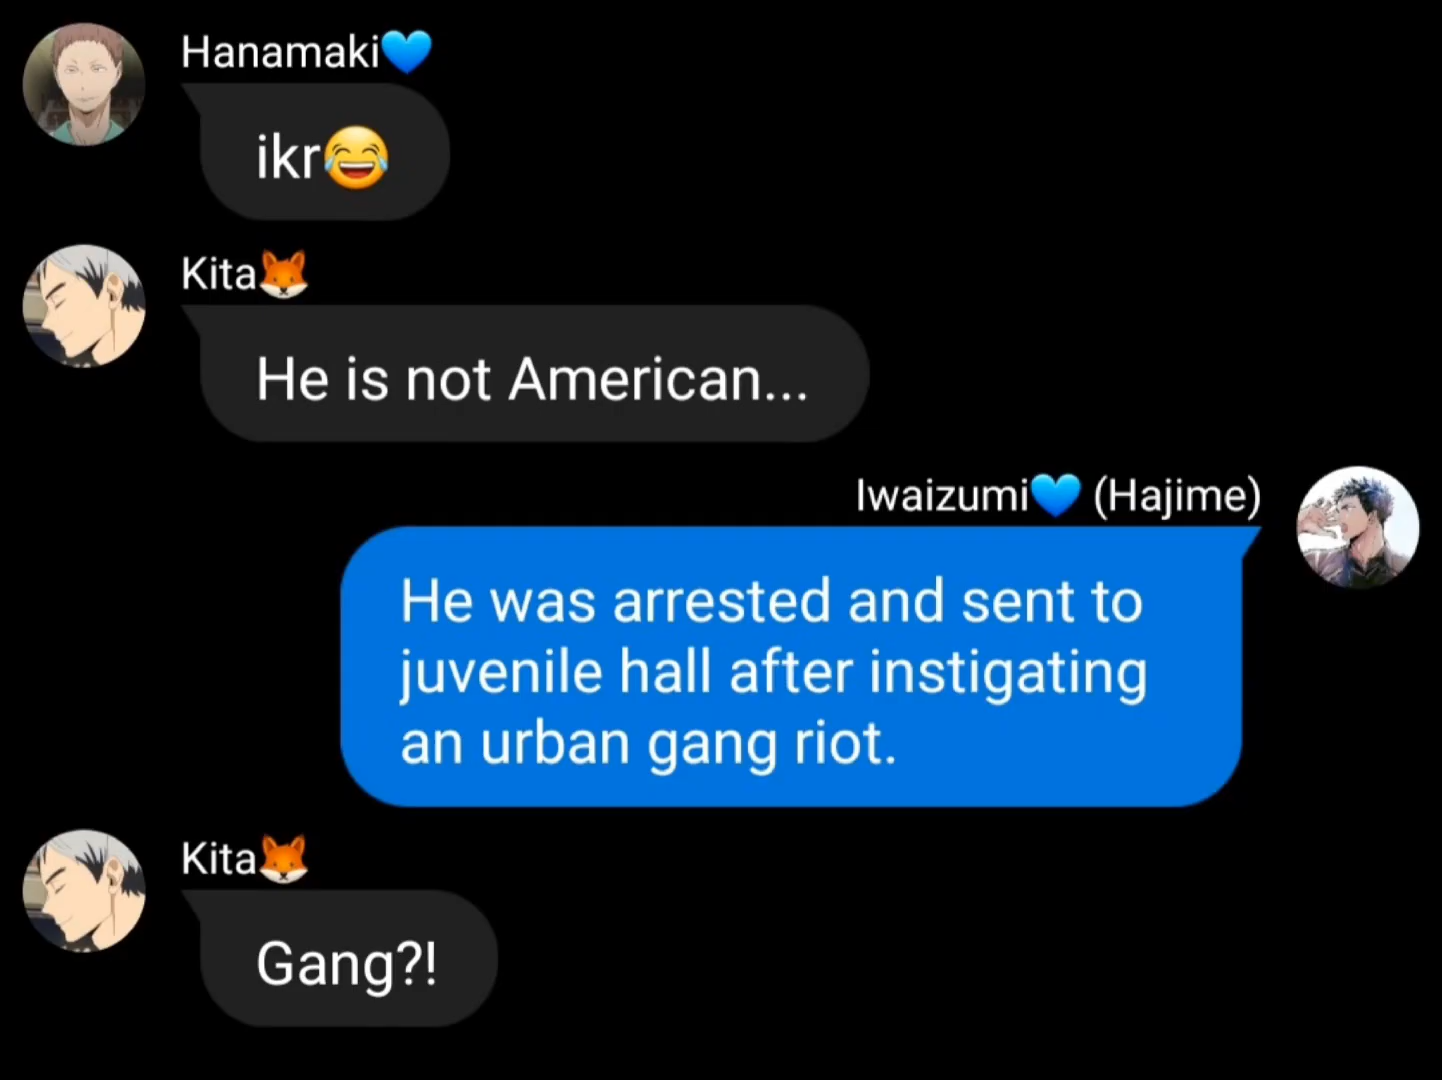 Hanamaki💙
ikr😂
Kita🦊
He is not American...
Iwaizumi💙 (Hajime)
He was arrested and sent to
juvenile hall after instigating
an urban gang riot.
Kita🦊
Gang?!